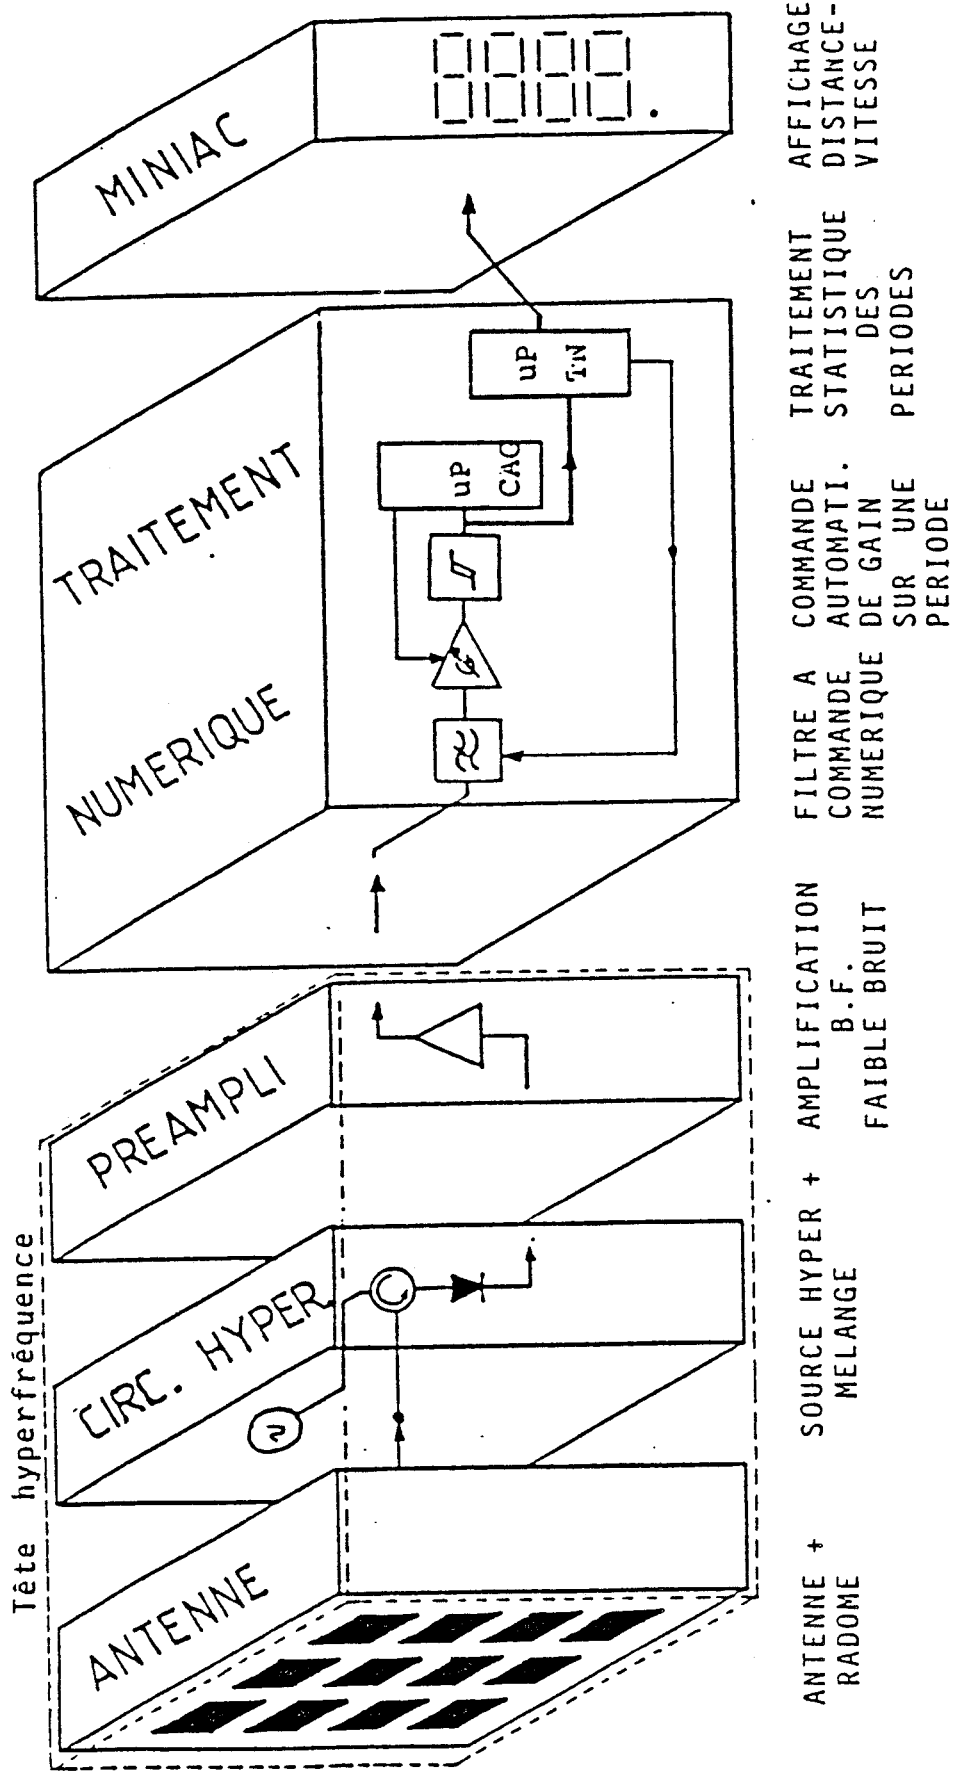 Tête hyperfréquence
ANTENNE
CIRC. HYPER.
PREAMPLI
NUMERIQUE
TRAITEMENT
MINIAC
uP
CAG
uP
TN
ANTENNE +
RADOME
SOURCE HYPER +
MELANGE
AMPLIFICATION
B.F.
FAIBLE BRUIT
FILTRE A
COMMANDE
NUMERIQUE
COMMANDE
AUTOMATI.
DE GAIN
SUR UNE
PERIODE
TRAITEMENT
STATISTIQUE
DES
PERIODES
AFFICHAGE
DISTANCE-
VITESSE